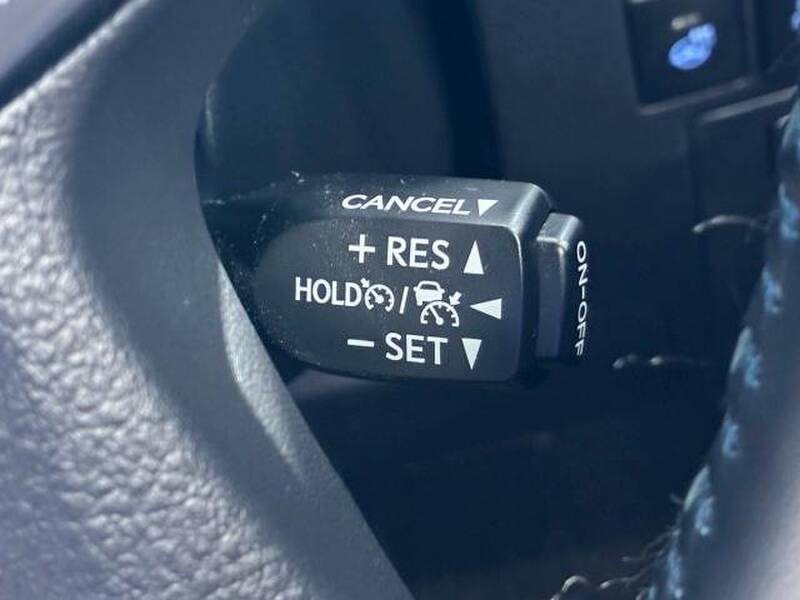 CANCEL▼
+ RES ▲
HOLD / ◀
− SET ▼
ON-OFF